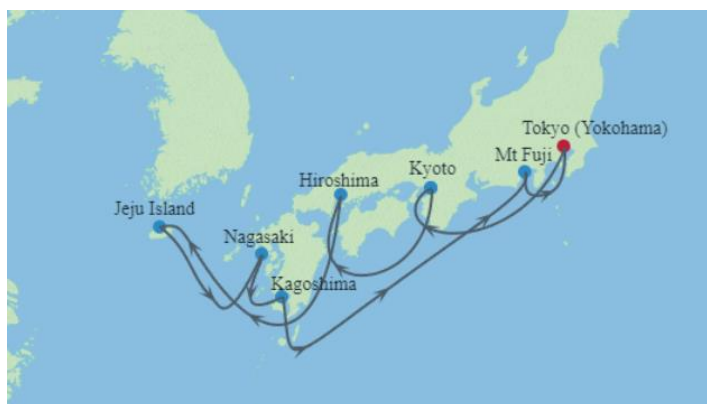 Tokyo (Yokohama)
Mt Fuji
Kyoto
Hiroshima
Jeju Island
Nagasaki
Kagoshima